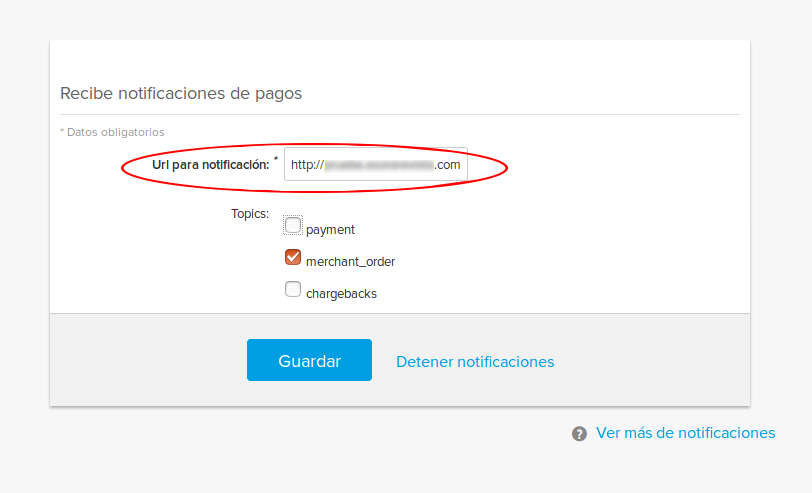 Recibe notificaciones de pagos
* Datos obligatorios
Url para notificación: * http:// .com
Topics:
payment
merchant_order
chargebacks
Guardar Detener notificaciones
? Ver más de notificaciones